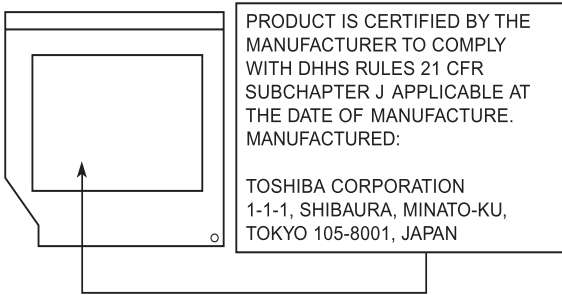 PRODUCT IS CERTIFIED BY THE
MANUFACTURER TO COMPLY
WITH DHHS RULES 21 CFR
SUBCHAPTER J APPLICABLE AT
THE DATE OF MANUFACTURE.
MANUFACTURED:
TOSHIBA CORPORATION
1-1-1, SHIBAURA, MINATO-KU,
TOKYO 105-8001, JAPAN